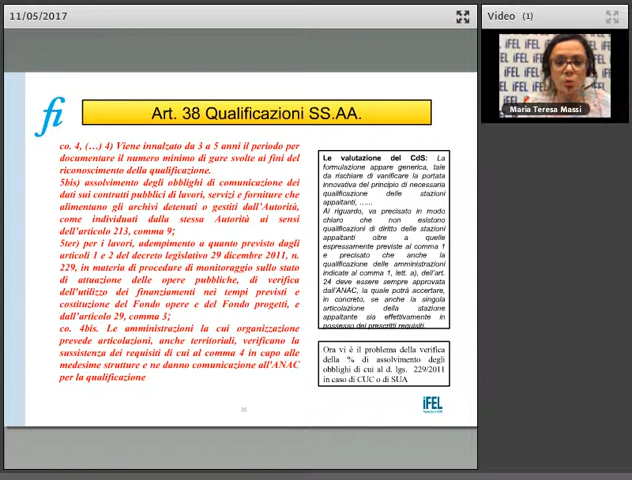 11/05/2017
Video (1)
IFEL
Maria Teresa Massi
fi
Art. 38 Qualificazioni SS.AA.
co. 4, (…) 4) Viene innalzato da 3 a 5 anni il periodo per
documentare il numero minimo di gare svolte ai fini del
riconoscimento della qualificazione.
5bis) assolvimento degli obblighi di comunicazione dei
dati sui contratti pubblici di lavori, servizi e forniture che
alimentano gli archivi detenuti o gestiti dall'Autorità,
come individuati dalla stessa Autorità ai sensi
dell'articolo 213, comma 9;
5ter) per i lavori, adempimento a quanto previsto dagli
articoli 1 e 2 del decreto legislativo 29 dicembre 2011, n.
229, in materia di procedure di monitoraggio sullo stato
di attuazione delle opere pubbliche, di verifica
dell'utilizzo dei finanziamenti nei tempi previsti e
costituzione del Fondo opere e del Fondo progetti, e
dall'articolo 29, comma 3;
co. 4bis. Le amministrazioni la cui organizzazione
prevede articolazioni, anche territoriali, verificano la
sussistenza dei requisiti di cui al comma 4 in capo alle
medesime strutture e ne danno comunicazione all'ANAC
per la qualificazione
Le valutazione del CdS: La
formulazione appare generica, tale
da rischiare di vanificare la portata
innovativa del principio di necessaria
qualificazione delle stazioni
appaltanti, ......
Al riguardo, va precisato in modo
chiaro che non esistono
qualificazioni di diritto delle stazioni
appaltanti oltre a quelle
espressamente previste al comma 1
e precisato che anche la
qualificazione delle amministrazioni
indicate al comma 1, lett. a), dell'art.
24 deve essere sempre approvata
dall'ANAC, la quale potrà accertare,
in concreto, se anche la singola
articolazione della stazione
appaltante sia effettivamente in
possesso dei prescritti requisiti.
Ora vi è il problema della verifica
della % di assolvimento degli
obblighi di cui al d. lgs. 229/2011
in caso di CUC o di SUA
26
IFEL